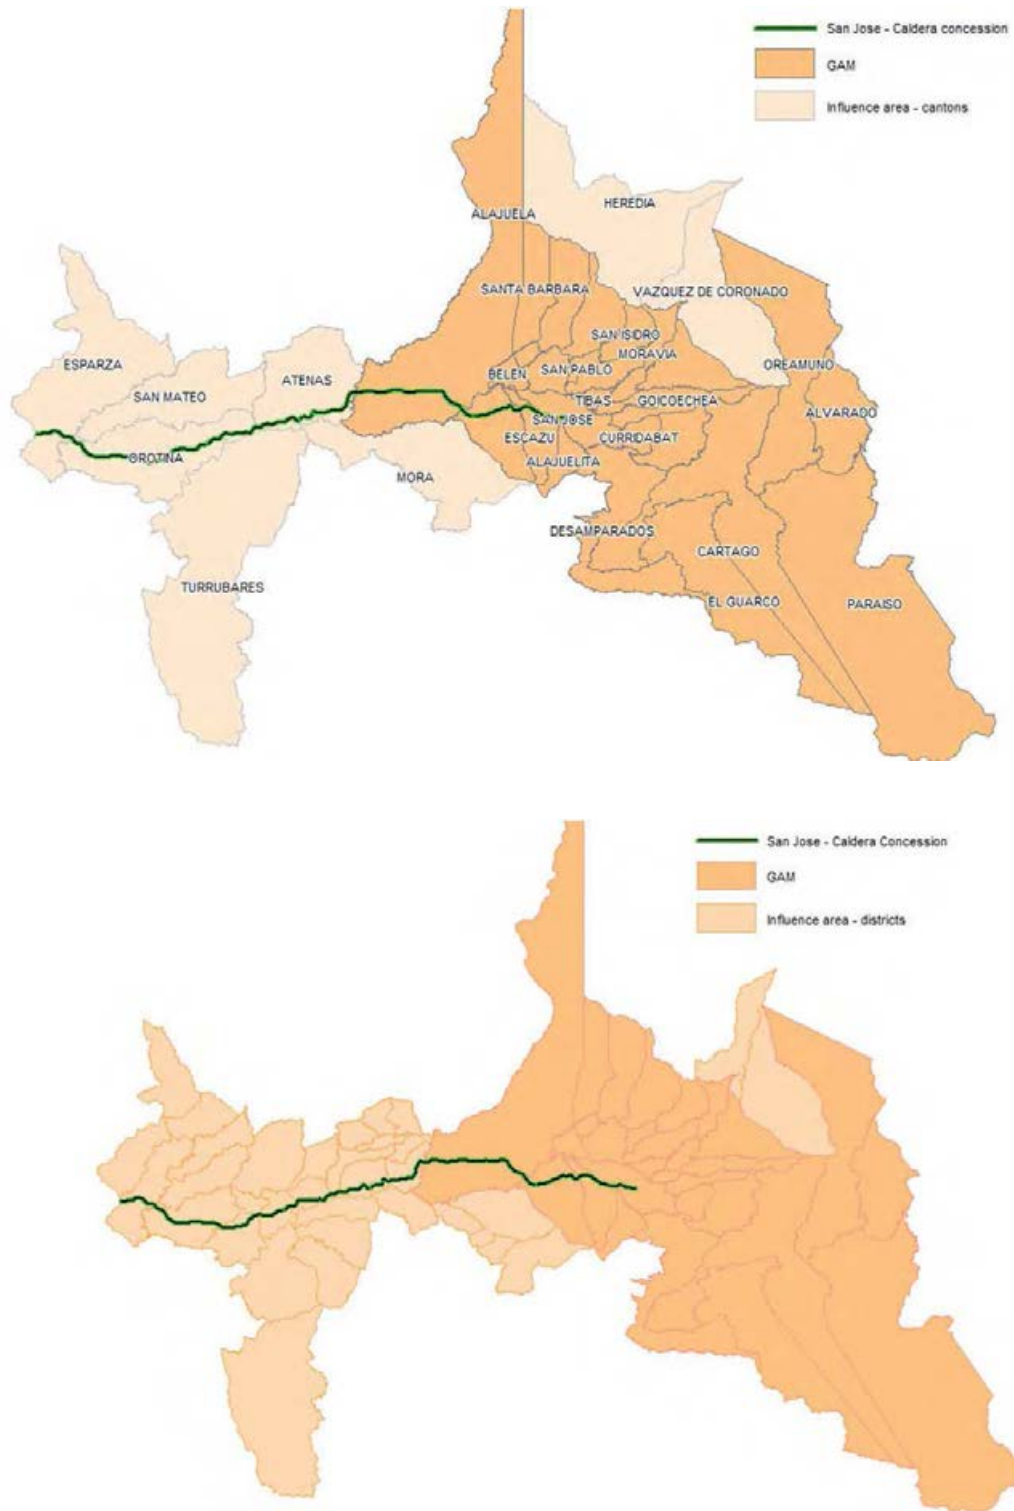 San Jose - Caldera concession
GAM
Influence area - cantons
HEREDIA
ALAJUELA
SANTA BARBARA
VAZQUEZ DE CORONADO
SAN ISIDRO
MORAVIA
ESPARZA
OREAMUNO
SAN PABLO
BELEN
ATENAS
SAN MATEO
TIBAS
GOICOECHEA
ALVARADO
SAN JOSE
ESCAZU
CURRIDABAT
OROTINA
ALAJUELITA
MORA
DESAMPARADOS
CARTAGO
TURRUBARES
EL GUARCO
PARAISO
San Jose - Caldera Concession
GAM
Influence area - districts